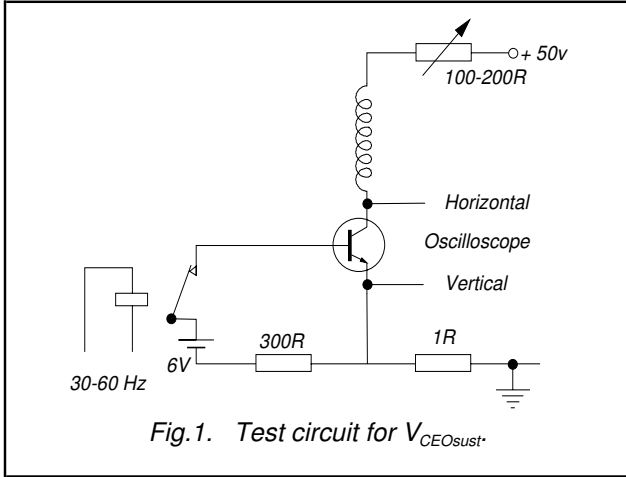 + 50v
100-200R
Horizontal
Oscilloscope
Vertical
300R
1R
6V
30-60 Hz
Fig.1. Test circuit for VCEOsust.